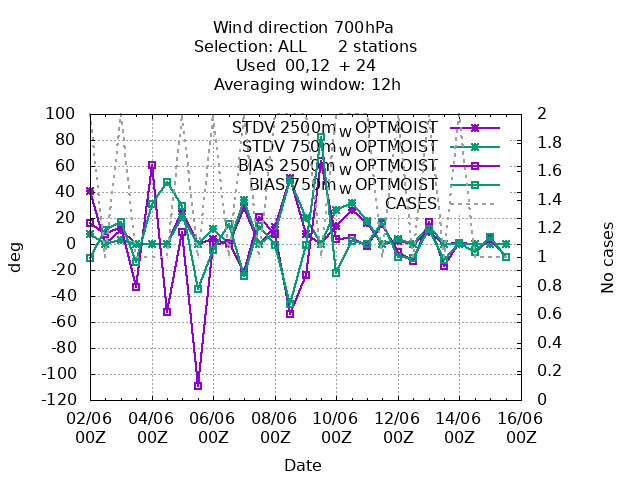 Wind direction 700hPa
Selection: ALL      2 stations
Used  00,12  + 24
Averaging window: 12h
STDV 2500m W OPTMOIST
STDV 750m W OPTMOIST
BIAS 2500m W OPTMOIST
BIAS 750m W OPTMOIST
CASES
deg
100
80
60
40
20
0
-20
-40
-60
-80
-100
-120
2
1.8
1.6
1.4
1.2
1
0.8
0.6
0.4
0.2
0
No cases
02/06 04/06 06/06 08/06 10/06 12/06 14/06 16/06
00Z 00Z 00Z 00Z 00Z 00Z 00Z 00Z
Date